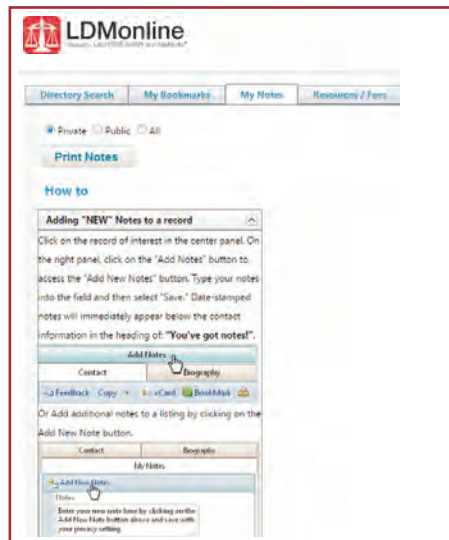 LDMonline
Directory Search My Bookmarks My Notes Resources / Fees
Private Public All
Print Notes
How to
Adding "NEW" Notes to a record
Click on the record of interest in the center panel. On
the right panel, click on the "Add Notes" button to
access the "Add New Notes" button. Type your notes
into the field and then select "Save." Date-stamped
notes will immediately appear below the contact
information in the heading of: "You've got notes!".
Add Notes
Contact Biography
Feedback Copy vCard BookMark
Or Add additional notes to a listing by clicking on the
Add New Note button.
Contact Biography
My Notes
Add New Notes
Notes
Enter your new note here by clicking on the
Add New Note button above and save with
your privacy setting.